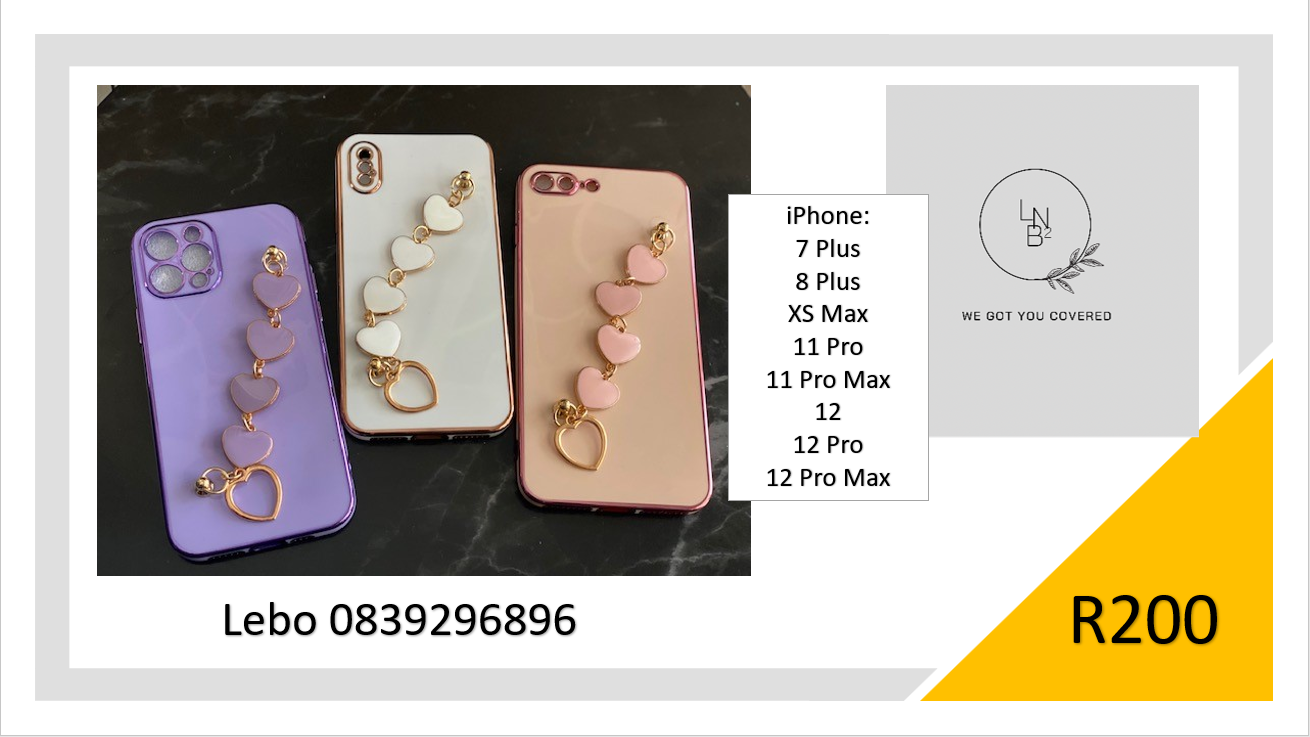 iPhone:
7 Plus
8 Plus
XS Max
11 Pro
11 Pro Max
12
12 Pro
12 Pro Max
LN
B2
WE GOT YOU COVERED
Lebo 0839296896
R200